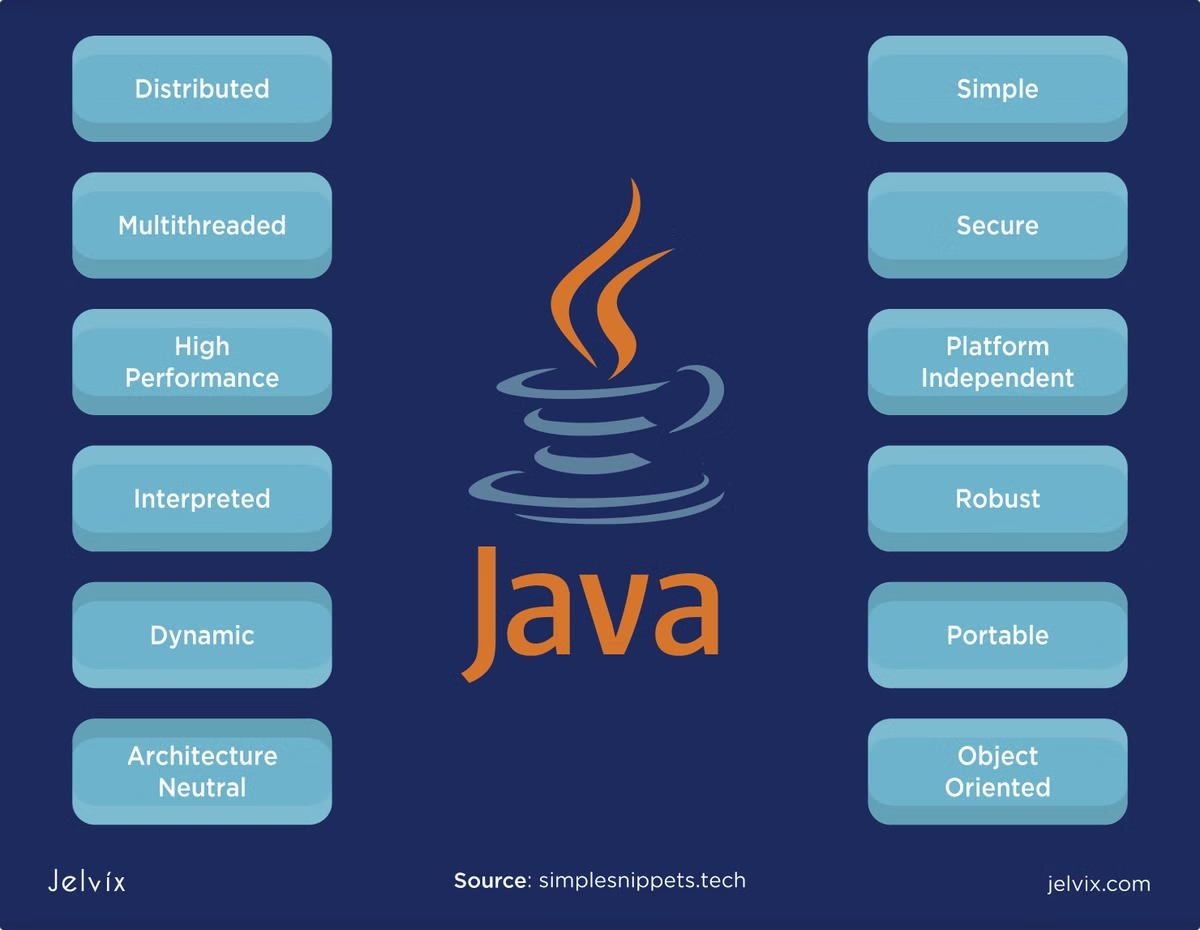 Distributed
Multithreaded
High
Performance
Interpreted
Dynamic
Architecture
Neutral
Java
Simple
Secure
Platform
Independent
Robust
Portable
Object
Oriented
Jelvix
Source: simplesnippets.tech
jelvix.com